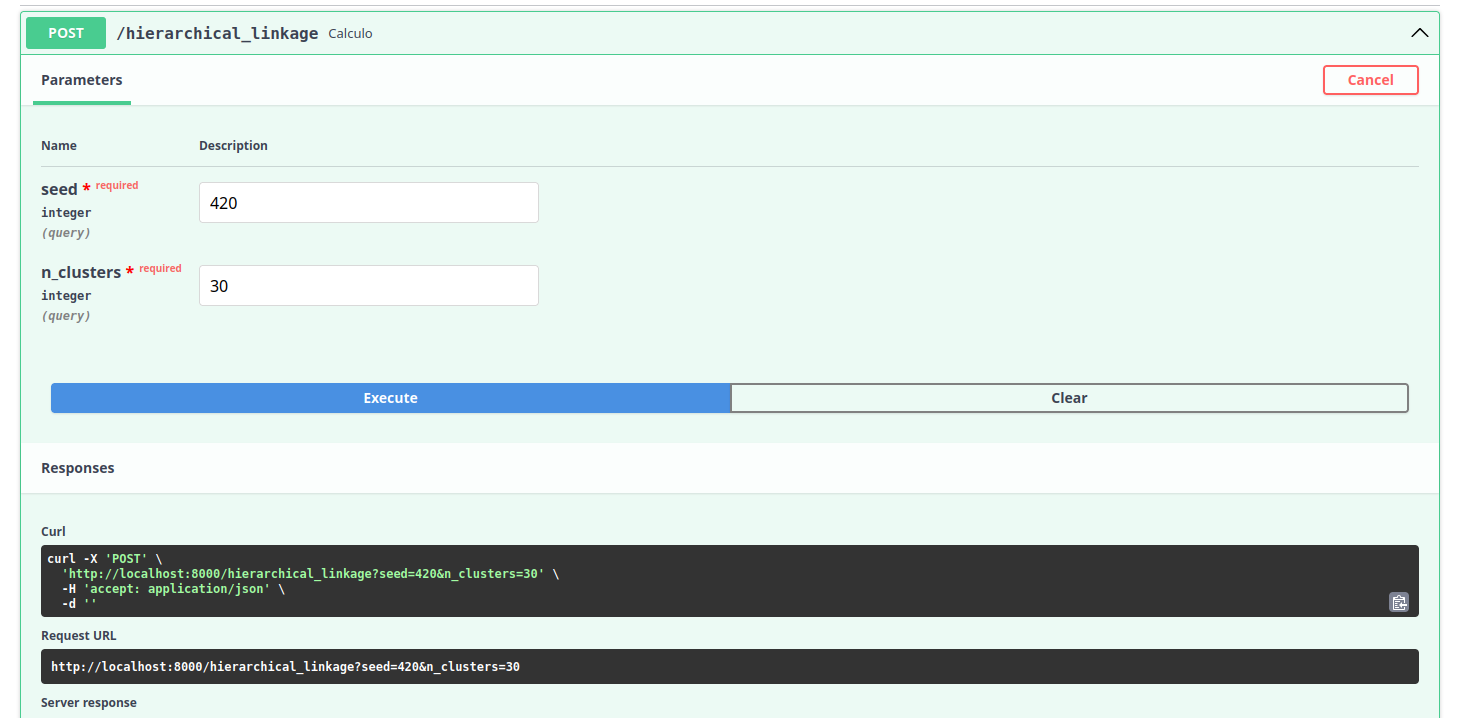 POST /hierarchical_linkage Calculo
Parameters Cancel
Name Description
seed * required
integer
(query)
420
n_clusters * required
integer
(query)
30
Execute Clear
Responses
Curl
curl -X 'POST' \
  'http://localhost:8000/hierarchical_linkage?seed=420&n_clusters=30' \
  -H 'accept: application/json' \
  -d ''
Request URL
http://localhost:8000/hierarchical_linkage?seed=420&n_clusters=30
Server response